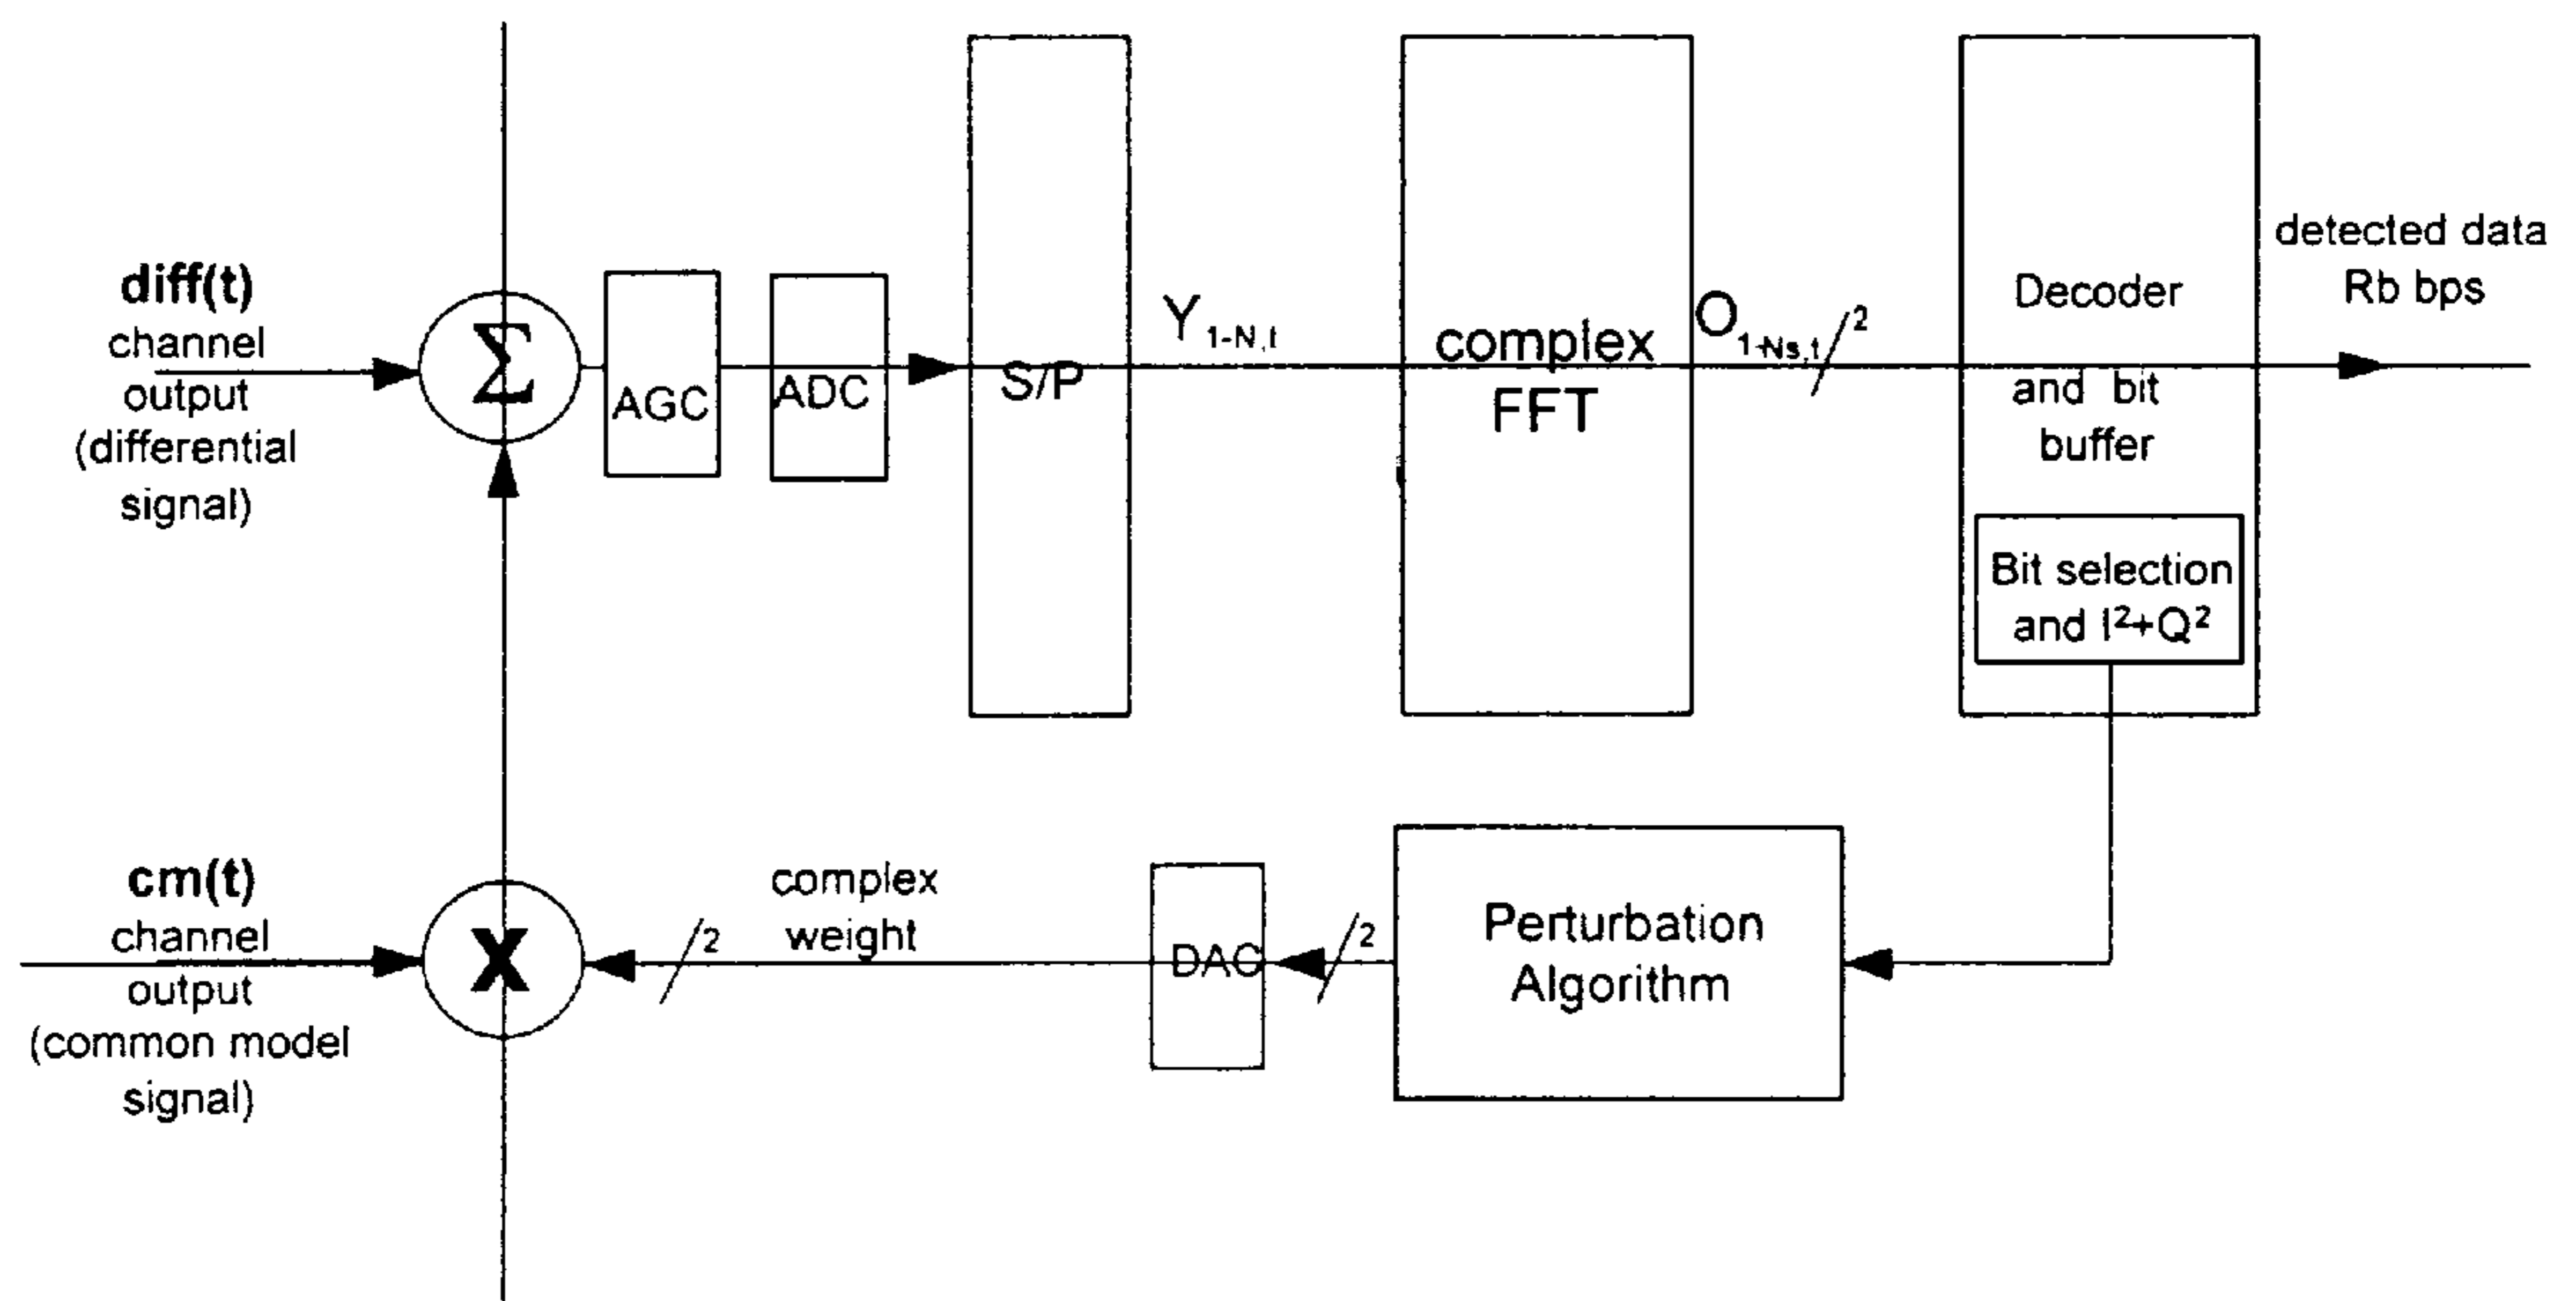 diff(t)
channel
output
(differential
signal)
Σ
AGC
ADC
S/P
Y1-N,t
complex
FFT
O1-Ns,t
2
Decoder
and bit
buffer
Bit selection
and I²+Q²
detected data
Rb bps
cm(t)
channel
output
(common model
signal)
X
2
complex
weight
DAC
2
Perturbation
Algorithm